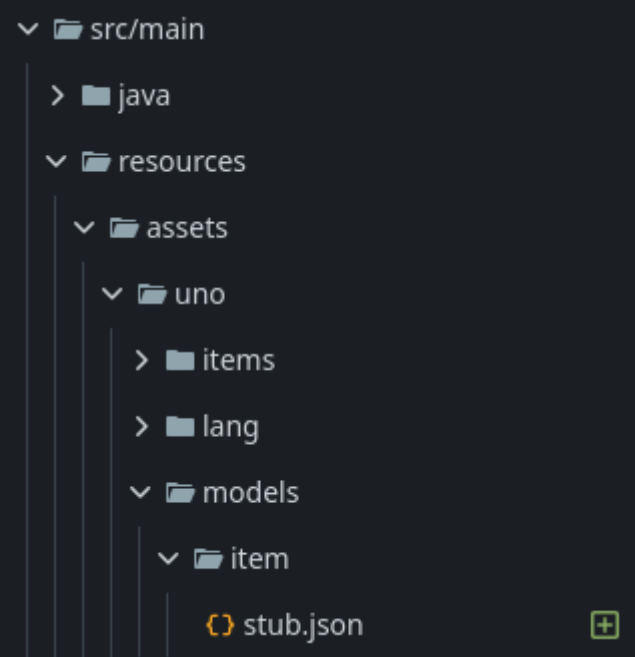 src/main
java
resources
assets
uno
items
lang
models
item
{} stub.json